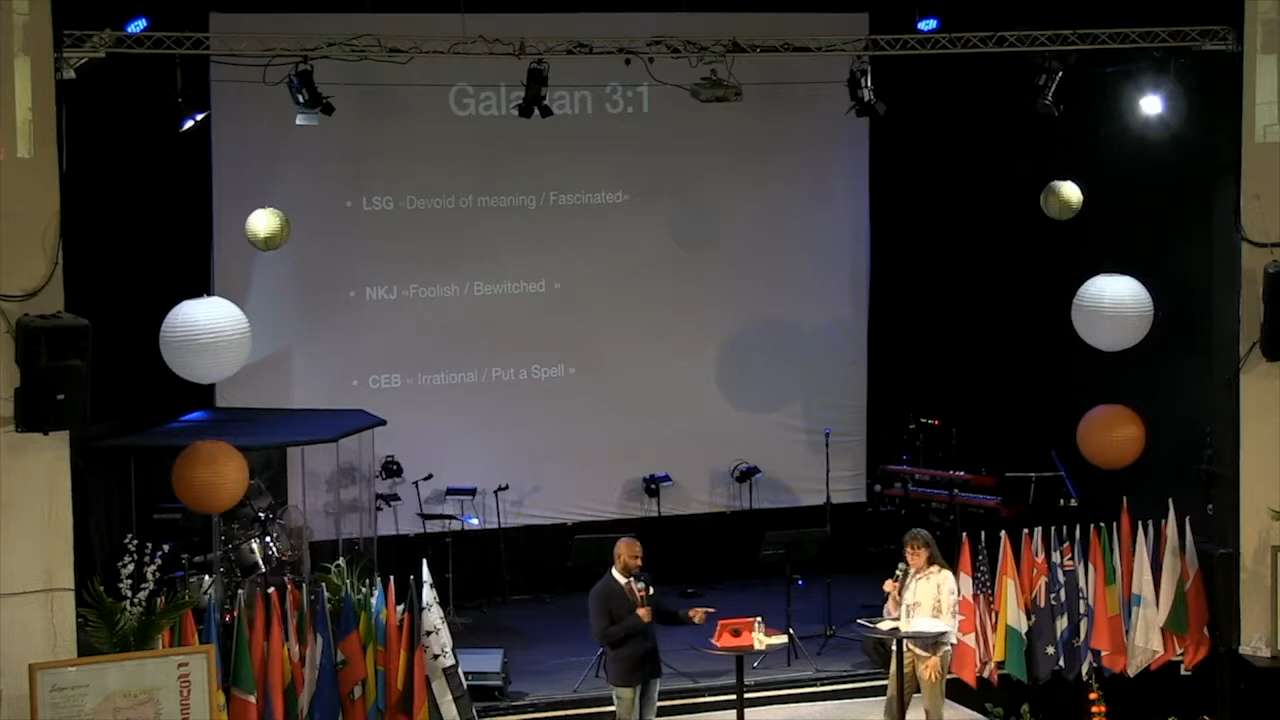 Galatian 3:1
• LSG «Devoid of meaning / Fascinated»
• NKJ «Foolish / Bewitched »
• CEB « Irrational / Put a Spell »